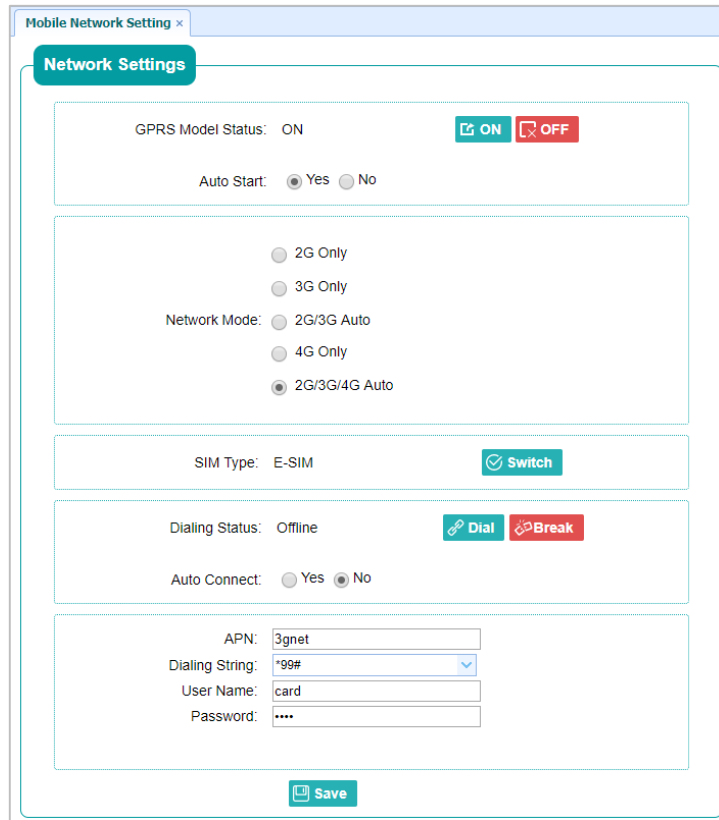 Mobile Network Setting ×
Network Settings
GPRS Model Status: ON ON OFF
Auto Start: Yes No
2G Only
3G Only
Network Mode: 2G/3G Auto
4G Only
2G/3G/4G Auto
SIM Type: E-SIM Switch
Dialing Status: Offline Dial Break
Auto Connect: Yes No
APN: 3gnet
Dialing String: *99#
User Name: card
Password: ••••
Save